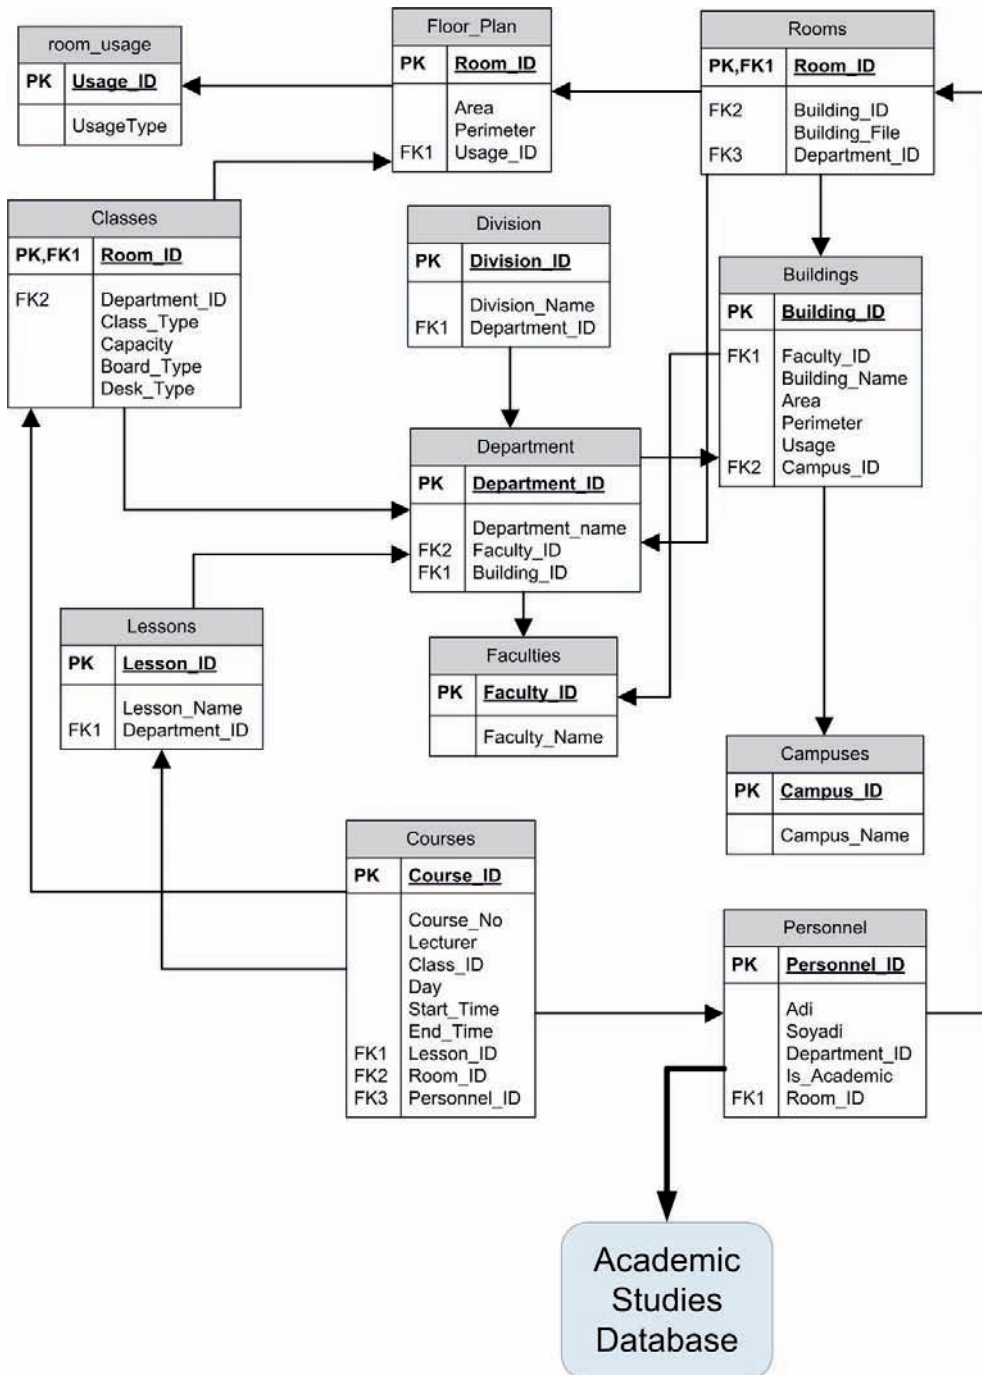 room_usage
PK Usage_ID
UsageType
Floor_Plan
PK Room_ID
Area
Perimeter
FK1 Usage_ID
Rooms
PK,FK1 Room_ID
FK2 Building_ID
Building_File
FK3 Department_ID
Classes
PK,FK1 Room_ID
FK2 Department_ID
Class_Type
Capacity
Board_Type
Desk_Type
Division
PK Division_ID
Division_Name
FK1 Department_ID
Buildings
PK Building_ID
FK1 Faculty_ID
Building_Name
Area
Perimeter
Usage
FK2 Campus_ID
Department
PK Department_ID
Department_name
FK2 Faculty_ID
FK1 Building_ID
Lessons
PK Lesson_ID
Lesson_Name
FK1 Department_ID
Faculties
PK Faculty_ID
Faculty_Name
Campuses
PK Campus_ID
Campus_Name
Courses
PK Course_ID
Course_No
Lecturer
Class_ID
Day
Start_Time
End_Time
FK1 Lesson_ID
FK2 Room_ID
FK3 Personnel_ID
Personnel
PK Personnel_ID
Adi
Soyadi
Department_ID
Is_Academic
FK1 Room_ID
Academic
Studies
Database